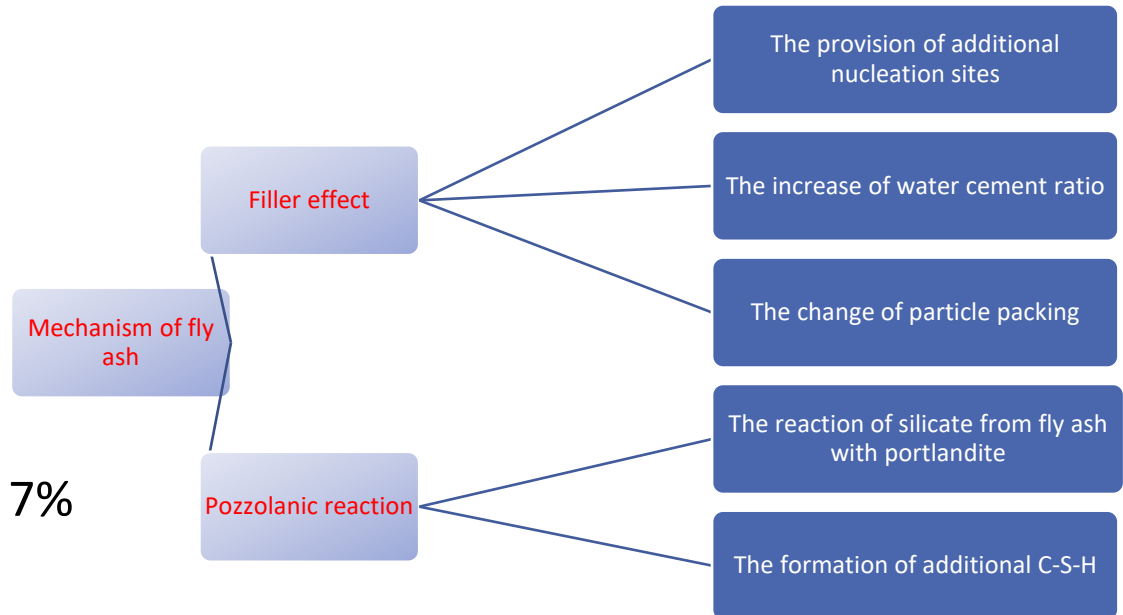 The provision of additional
nucleation sites
Filler effect
The increase of water cement ratio
The change of particle packing
Mechanism of fly
ash
The reaction of silicate from fly ash
with portlandite
7%
Pozzolanic reaction
The formation of additional C-S-H